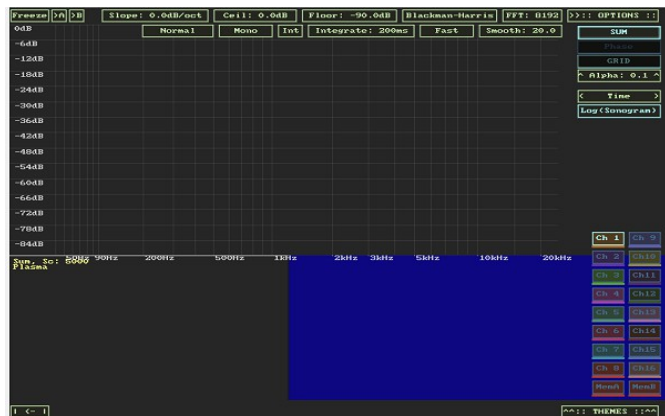 Freeze >A >B Slope: 0.0dB/oct Ceil: 0.0dB Floor: -90.0dB Blackman-Harris FFT: 8192 >>:: OPTIONS ::
0dB Normal Mono Int Integrate: 200ms Fast Smooth: 20.0 SUM
-6dB Phase
-12dB GRID
-18dB ^ Alpha: 0.1 ^
-24dB
-30dB < Time >
-36dB Log(Sonogram)
-42dB
-48dB
-54dB
-60dB
-66dB
-72dB
-78dB Ch 1 Ch 9
-84dB Ch 2 Ch10
50Hz 90Hz 200Hz 500Hz 1kHz 2kHz 3kHz 5kHz 10kHz 20kHz
Sum, Sc: 5000
Plasma
Ch 3 Ch11
Ch 4 Ch12
Ch 5 Ch13
Ch 6 Ch14
Ch 7 Ch15
Ch 8 Ch16
MemA MemB
| <- | ^^:: THEMES ::^^